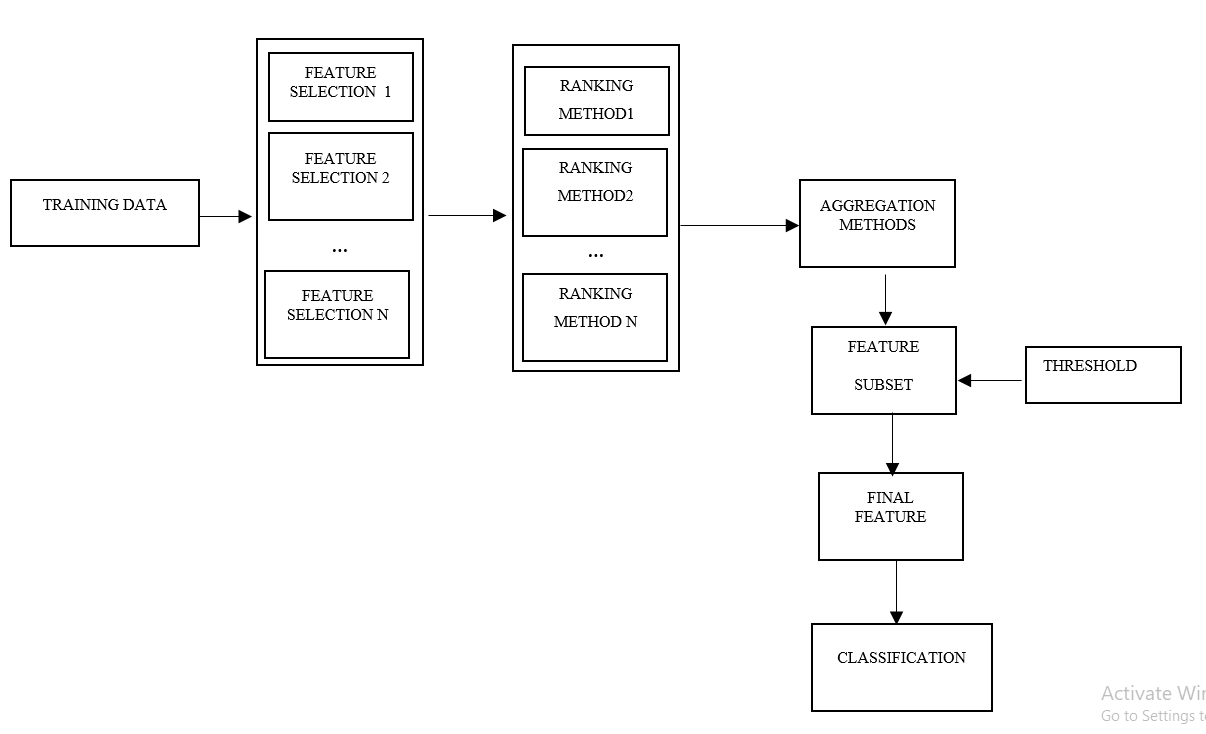 TRAINING DATA
FEATURE
SELECTION  1
FEATURE
SELECTION 2
...
FEATURE
SELECTION N
RANKING
METHOD1
RANKING
METHOD2
...
RANKING
METHOD N
AGGREGATION
METHODS
FEATURE
SUBSET
THRESHOLD
FINAL
FEATURE
CLASSIFICATION
Activate Wi
Go to Settings t